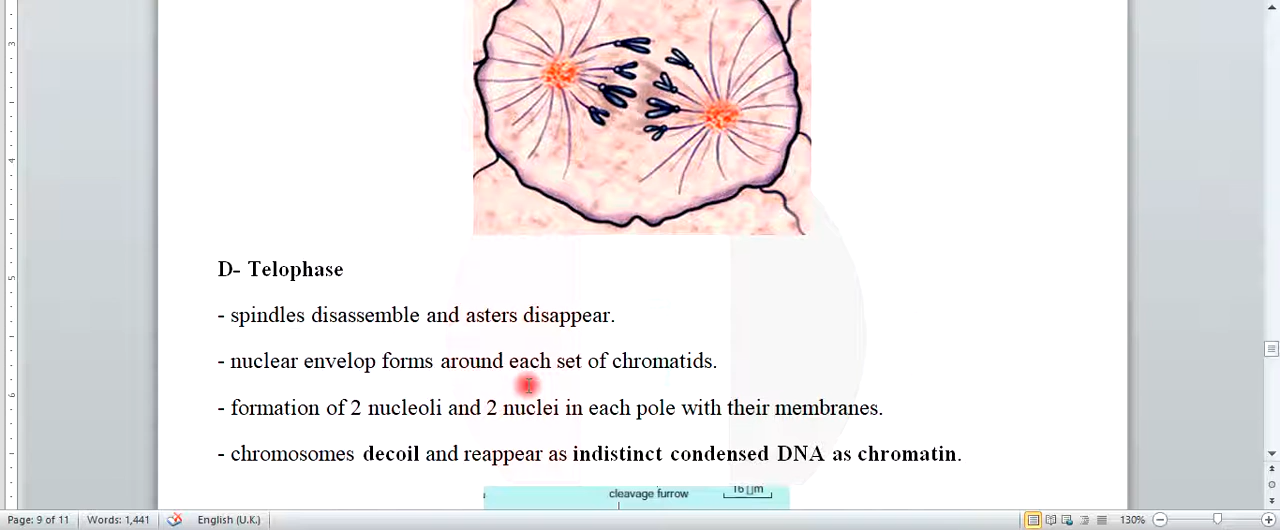 D- Telophase
- spindles disassemble and asters disappear.
- nuclear envelop forms around each set of chromatids.
- formation of 2 nucleoli and 2 nuclei in each pole with their membranes.
- chromosomes decoil and reappear as indistinct condensed DNA as chromatin.
cleavage furrow
Page: 9 of 11 Words: 1,441 English (U.K.) 130%